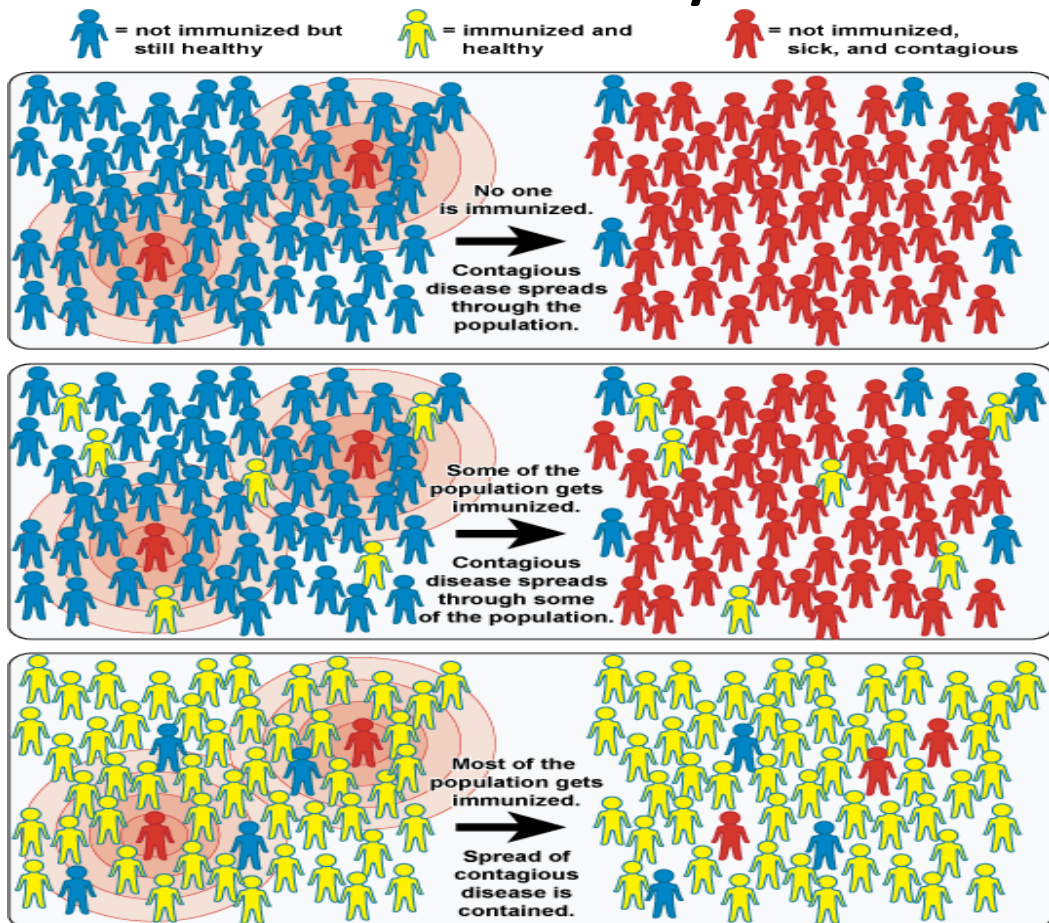 = not immunized but
still healthy
= immunized and
healthy
= not immunized,
sick, and contagious
No one
is immunized.
Contagious
disease spreads
through the
population.
Some of the
population gets
immunized.
Contagious
disease spreads
through some
of the population.
Most of the
population gets
immunized.
Spread of
contagious
disease is
contained.